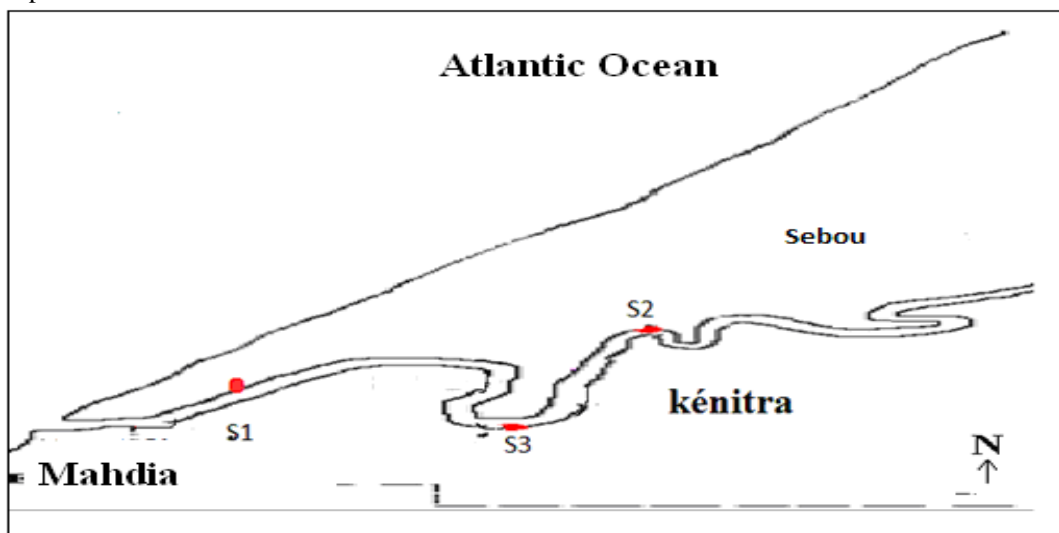 Atlantic Ocean
Sebou
S2
kénitra
S1
S3
N
Mahdia